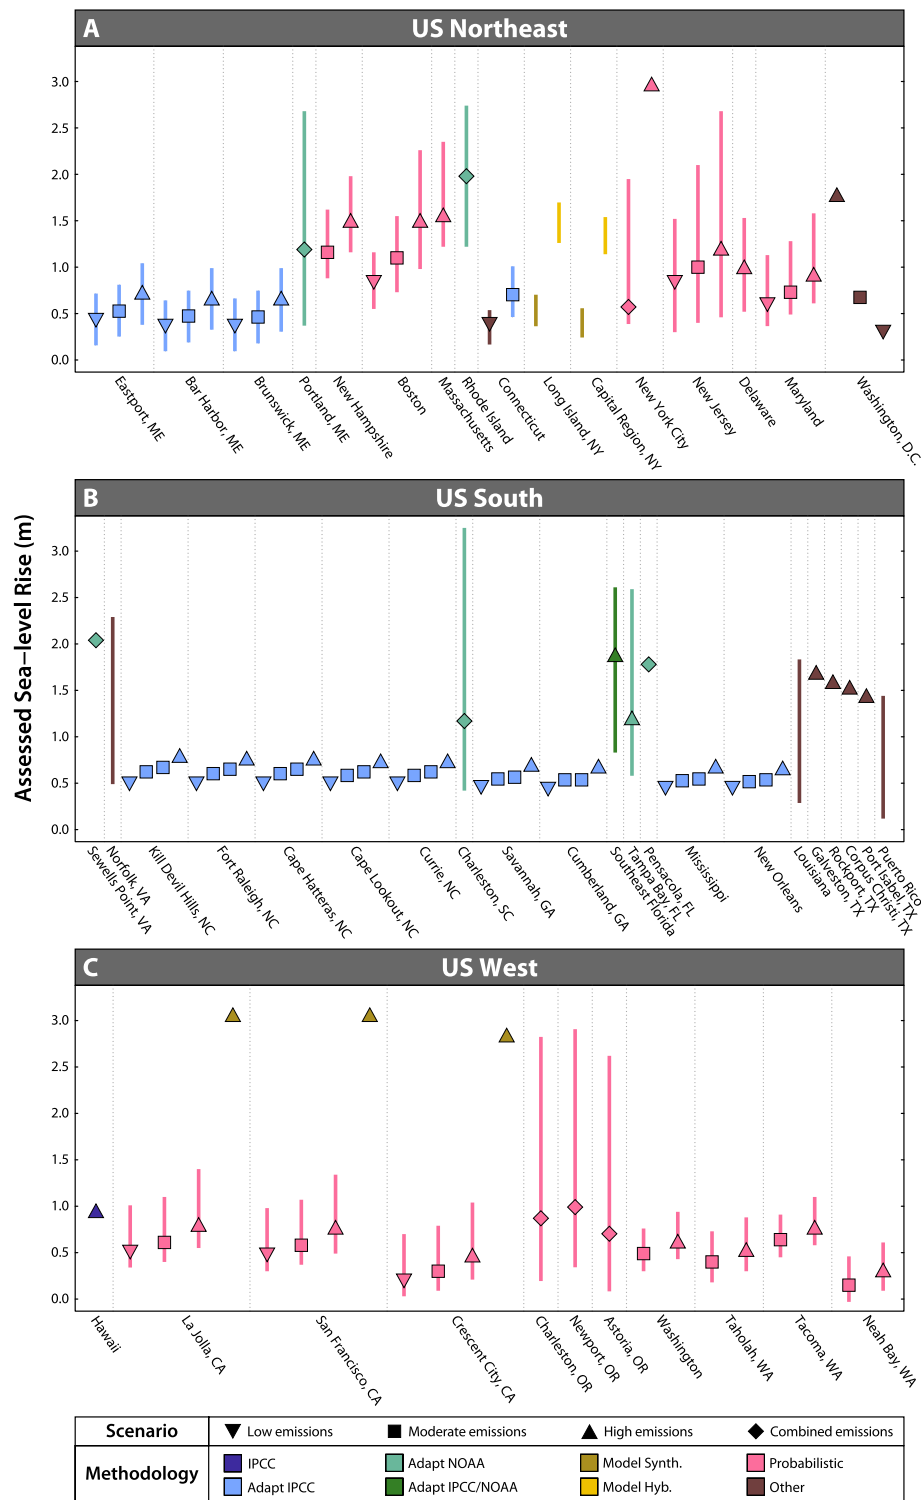 A US Northeast
3.0
2.5
2.0
1.5
1.0
0.5
0.0
Eastport, ME
Bar Harbor, ME
Brunswick, ME
Portland, ME
New Hampshire
Boston
Massachusetts
Rhode Island
Connecticut
Long Island, NY
Capital Region, NY
New York City
New Jersey
Delaware
Maryland
Washington, D.C.
Assessed Sea−level Rise (m)
B US South
3.0
2.5
2.0
1.5
1.0
0.5
0.0
Sewells Point, VA
Norfolk, VA
Kill Devil Hills, NC
Fort Raleigh, NC
Cape Hatteras, NC
Cape Lookout, NC
Currie, NC
Charleston, SC
Savannah, GA
Cumberland, GA
Southeast Florida
Tampa Bay, FL
Pensacola, FL
Mississippi
New Orleans
Louisiana
Galveston, TX
Rockport, TX
Corpus Christi, TX
Port Isabel, TX
Puerto Rico
C US West
3.0
2.5
2.0
1.5
1.0
0.5
0.0
Hawaii
La Jolla, CA
San Francisco, CA
Crescent City, CA
Charleston, OR
Newport, OR
Astoria, OR
Washington
Taholah, WA
Tacoma, WA
Neah Bay, WA
Scenario Low emissions Moderate emissions High emissions Combined emissions
Methodology
IPCC Adapt NOAA Model Synth. Probabilistic
Adapt IPCC Adapt IPCC/NOAA Model Hyb. Other